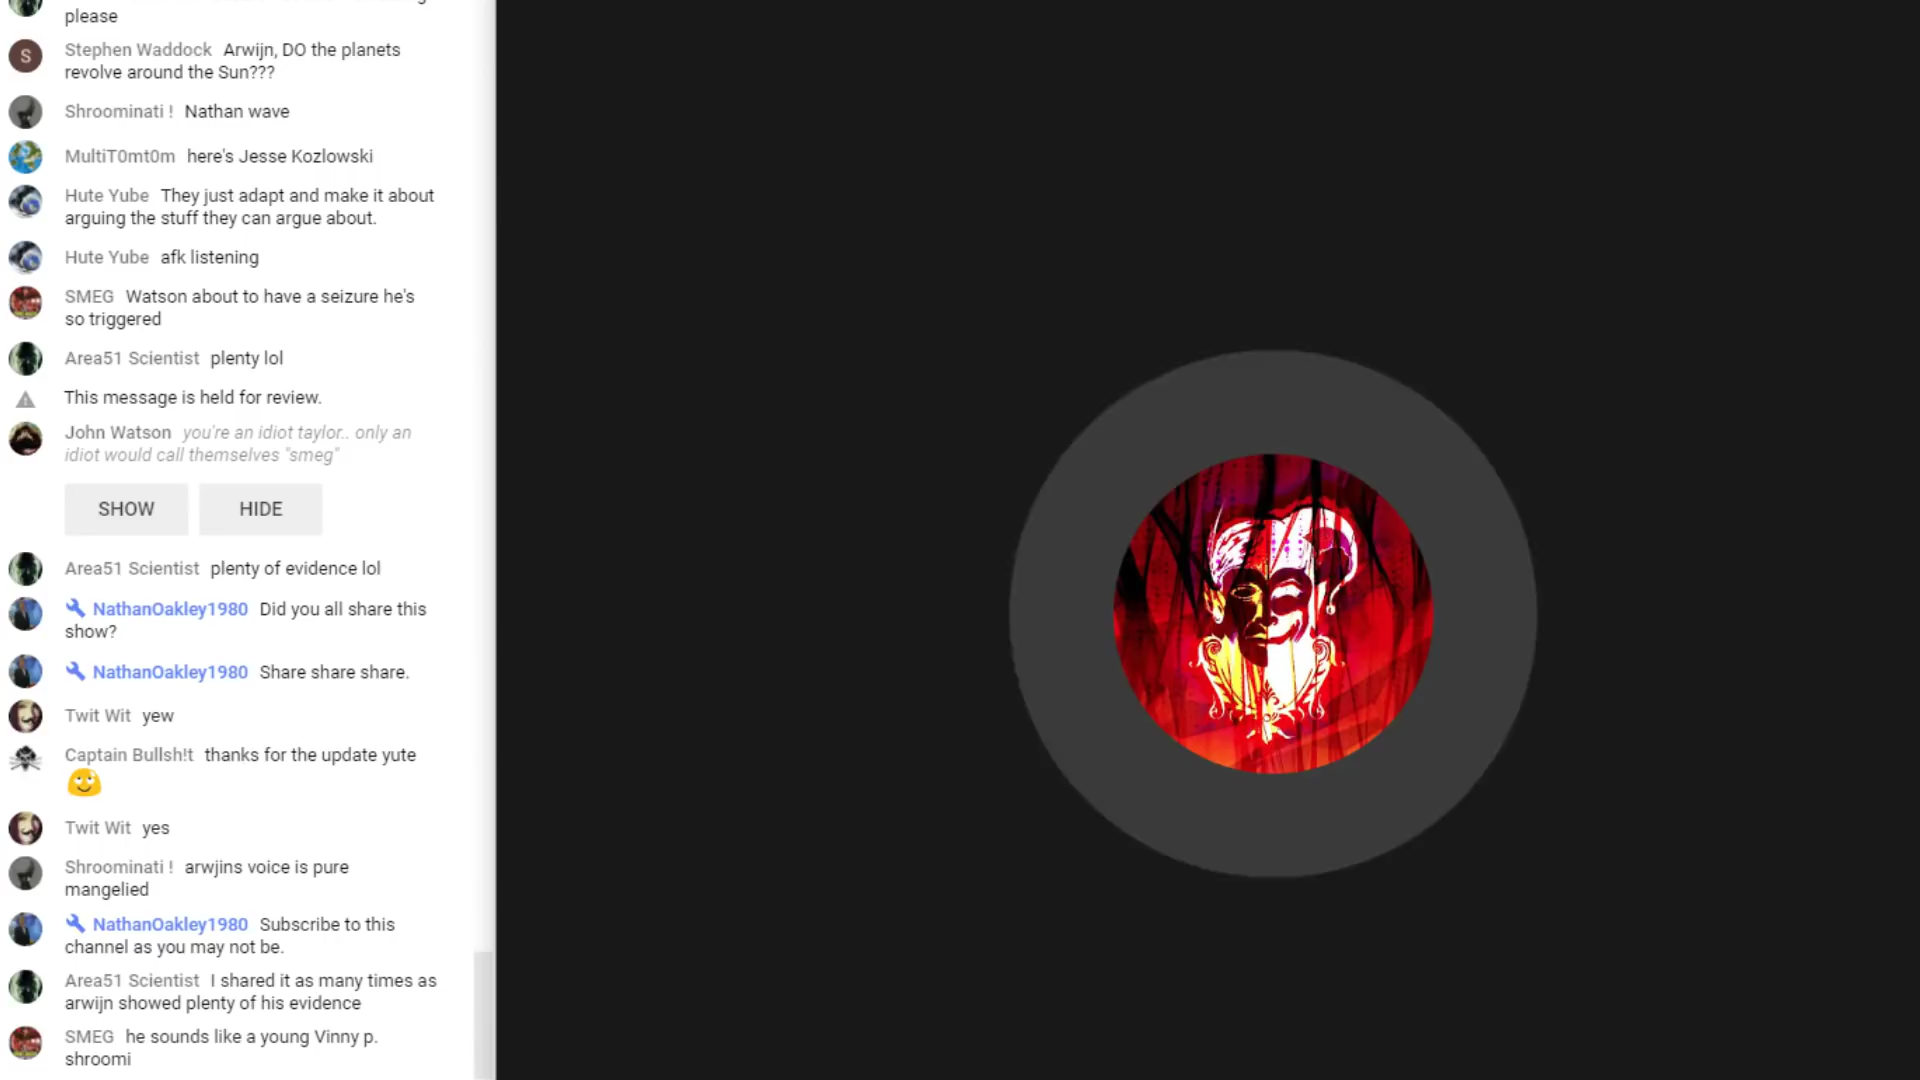 please
Stephen Waddock Arwijn, DO the planets
revolve around the Sun???
Shroominati ! Nathan wave
MultiT0mt0m here's Jesse Kozlowski
Hute Yube They just adapt and make it about
arguing the stuff they can argue about.
Hute Yube afk listening
SMEG Watson about to have a seizure he's
so triggered
Area51 Scientist plenty lol
This message is held for review.
John Watson you're an idiot taylor.. only an
idiot would call themselves "smeg"
SHOW HIDE
Area51 Scientist plenty of evidence lol
NathanOakley1980 Did you all share this
show?
NathanOakley1980 Share share share.
Twit Wit yew
Captain Bullsh!t thanks for the update yute
Twit Wit yes
Shroominati ! arwjins voice is pure
mangelied
NathanOakley1980 Subscribe to this
channel as you may not be.
Area51 Scientist I shared it as many times as
arwijn showed plenty of his evidence
SMEG he sounds like a young Vinny p.
shroomi
S